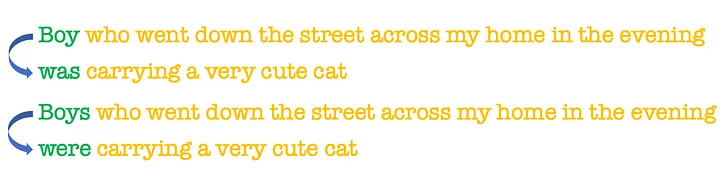 Boy who went down the street across my home in the evening
was carrying a very cute cat
Boys who went down the street across my home in the evening
were carrying a very cute cat